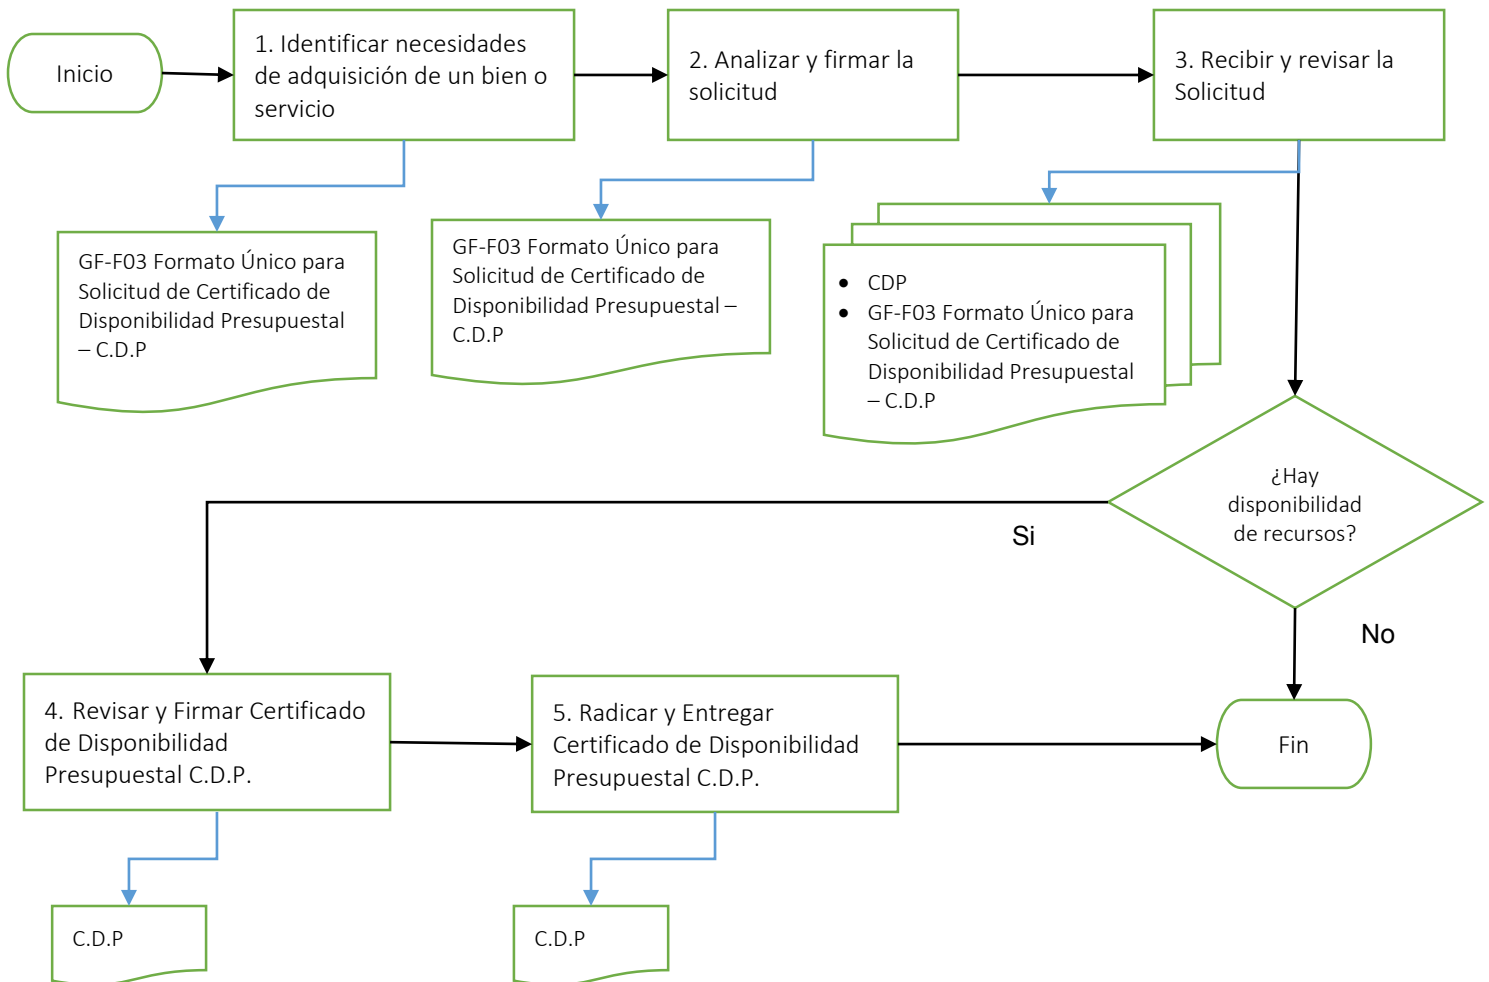 Inicio
1. Identificar necesidades
de adquisición de un bien o
servicio
2. Analizar y firmar la
solicitud
3. Recibir y revisar la
Solicitud
GF-F03 Formato Único para
Solicitud de Certificado de
Disponibilidad Presupuestal
– C.D.P
GF-F03 Formato Único para
Solicitud de Certificado de
Disponibilidad Presupuestal –
C.D.P
• CDP
• GF-F03 Formato Único para
Solicitud de Certificado de
Disponibilidad Presupuestal
– C.D.P
¿Hay
disponibilidad
de recursos?
Si
No
4. Revisar y Firmar Certificado
de Disponibilidad
Presupuestal C.D.P.
5. Radicar y Entregar
Certificado de Disponibilidad
Presupuestal C.D.P.
Fin
C.D.P
C.D.P